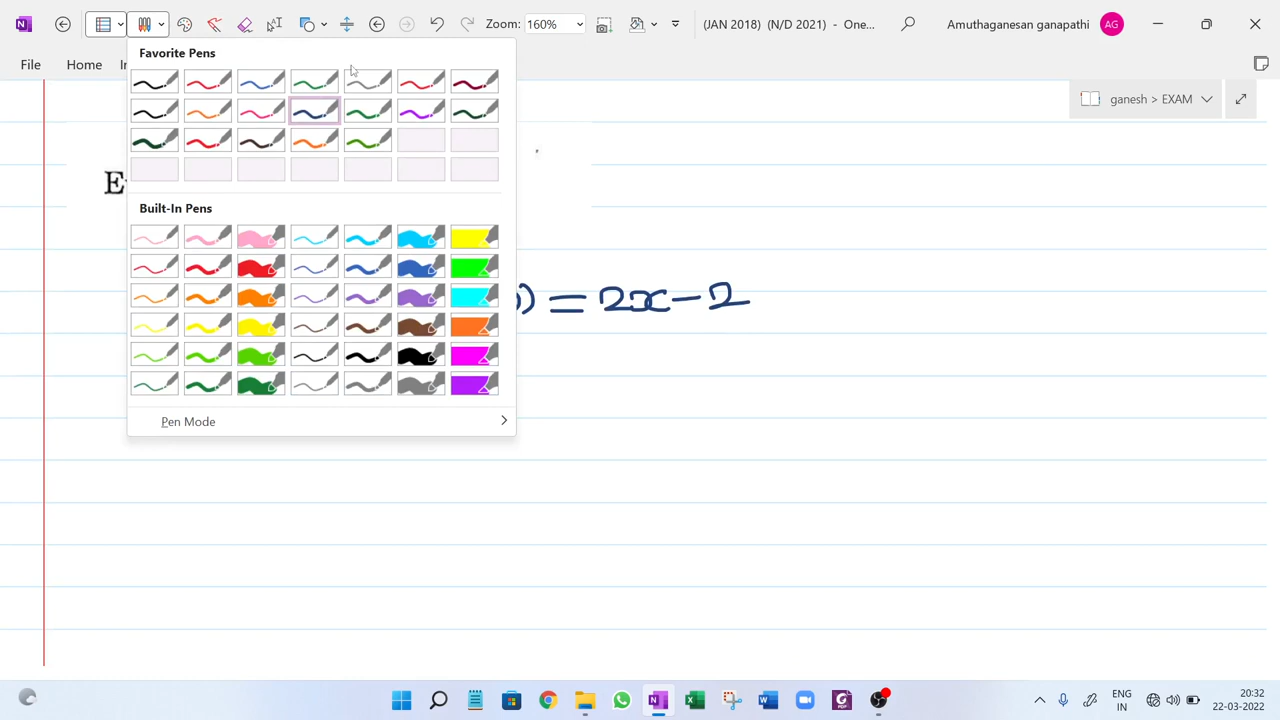 Zoom: 160% (JAN 2018) (N/D 2021) - One... Amuthaganesan ganapathi AG
File Home
Favorite Pens
ganesh > EXAM
E
Built-In Pens
) = 2x - 2
Pen Mode
ENG 20:32
IN 22-03-2022